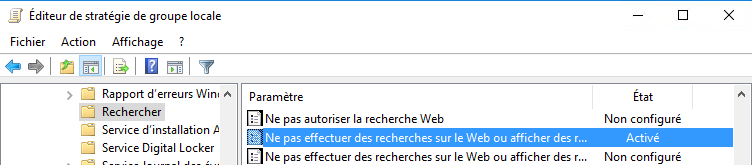 Éditeur de stratégie de groupe locale
Fichier Action Affichage ?
Rapport d'erreurs Wind
Rechercher
Service d'installation A
Service Digital Locker
Paramètre État
Ne pas autoriser la recherche Web Non configuré
Ne pas effectuer des recherches sur le Web ou afficher des r... Activé
Ne pas effectuer des recherches sur le Web ou afficher des r... Non configuré